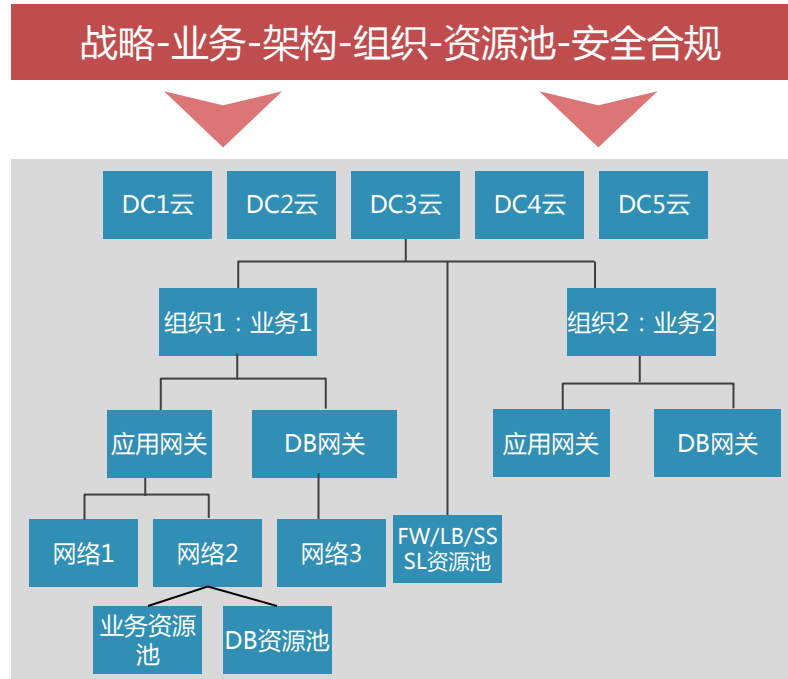 战略-业务-架构-组织-资源池-安全合规
DC1云
DC2云
DC3云
DC4云
DC5云
组织1：业务1
组织2：业务2
应用网关
DB网关
应用网关
DB网关
网络1
网络2
网络3
FW/LB/SS
SL资源池
业务资源
池
DB资源池